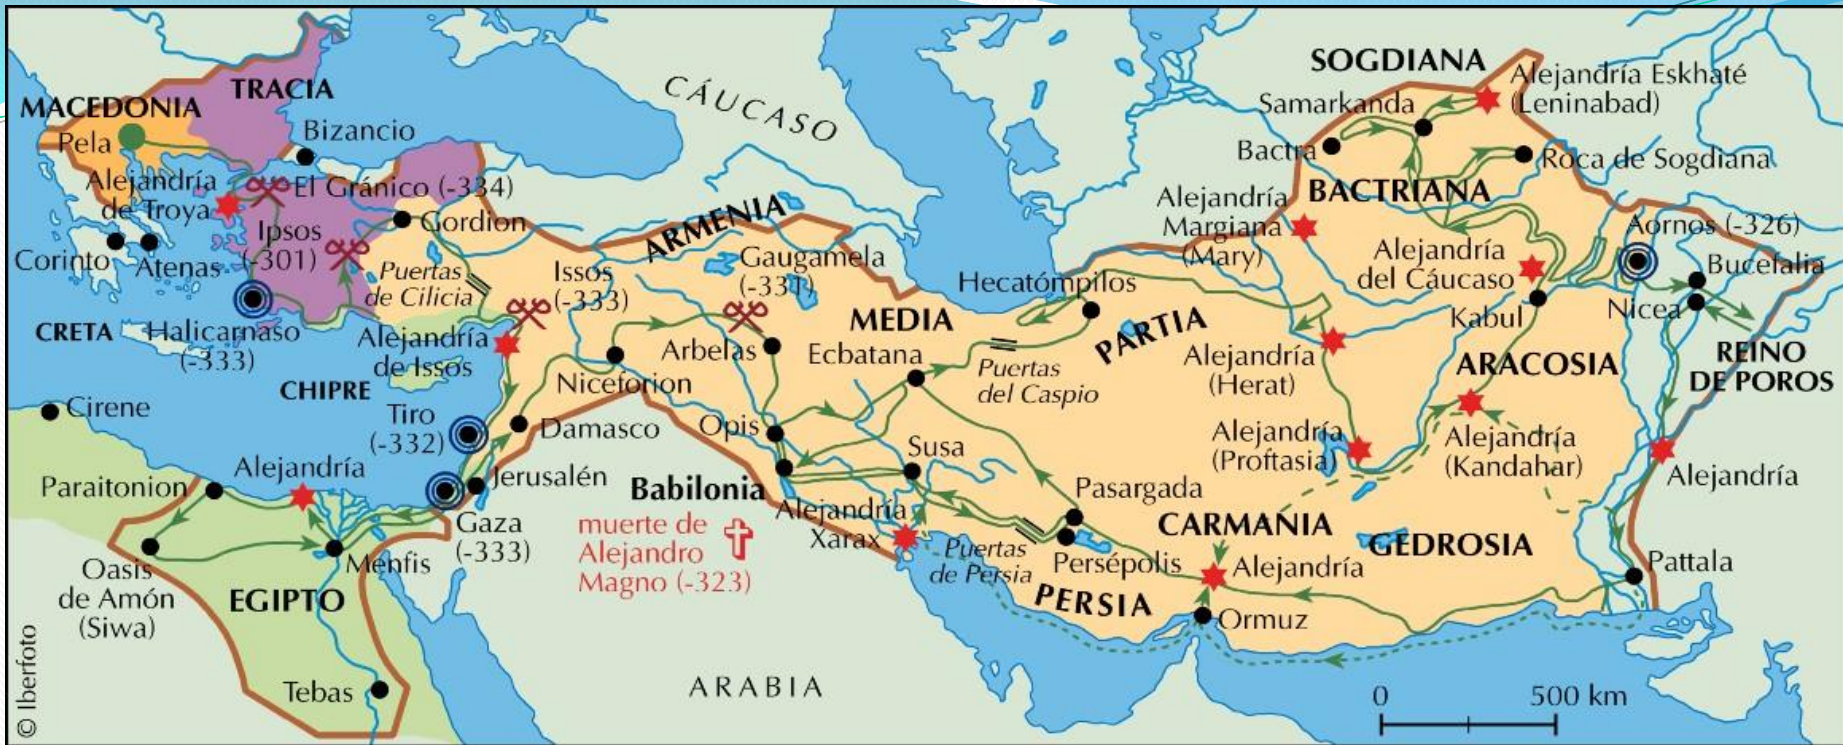 MACEDONIA
TRACIA
Pela
Bizancio
Alejandría
de Troya
El Gránico (-334)
Ipsos
(-301)
Gordion
Corinto
Atenas
Puertas
de Cilicia
CRETA
Halicarnaso
(-333)
CHIPRE
Alejandría
de Issos
Issos
(-333)
CÁUCASO
ARMENIA
Gaugamela
(-331)
Arbelas
Niceforion
Cirene
Tiro
(-332)
Damasco
Jerusalén
Gaza
(-333)
Alejandría
Paraitonion
Menfis
Oasis
de Amón
(Siwa)
EGIPTO
Tebas
© Iberfoto
ARABIA
Opis
Babilonia
muerte de
Alejandro
Magno (-323)
MEDIA
Ecbatana
Susa
Alejandría
Xarax
Puertas
de Persia
Pasargada
Persépolis
PERSIA
Hecatómpilos
Puertas
del Caspio
PARTIA
SOGDIANA
Alejandría Eskhaté
(Leninabad)
Samarkanda
Bactra
Roca de Sogdiana
BACTRIANA
Alejandría
Margiana
(Mary)
Alejandría
del Cáucaso
Aornos (-326)
Bucefalia
Nicea
Kabul
Alejandría
(Herat)
ARACOSIA
REINO
DE POROS
Alejandría
(Proftasia)
Alejandría
(Kandahar)
Alejandría
CARMANIA
GEDROSIA
Alejandría
Ormuz
Pattala
0 500 km